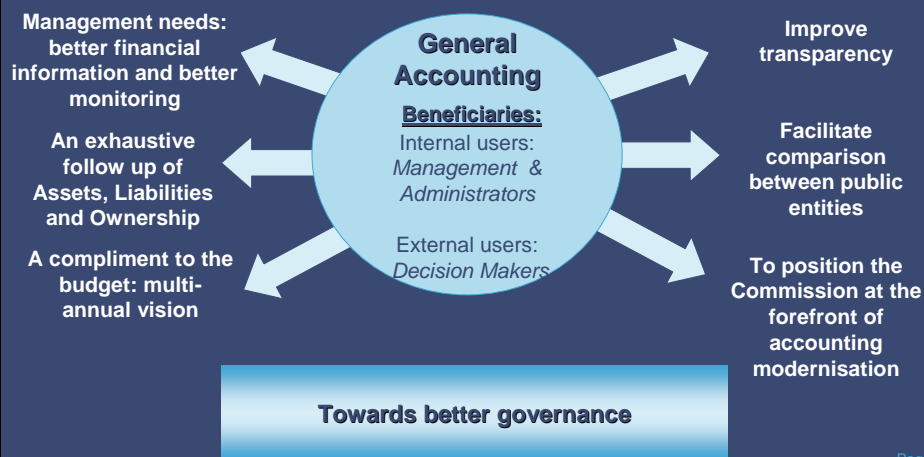 Management needs:
better financial
information and better
monitoring
An exhaustive
follow up of
Assets, Liabilities
and Ownership
A compliment to the
budget: multi-
annual vision
General
Accounting
Beneficiaries:
Internal users:
Management &
Administrators
External users:
Decision Makers
Improve
transparency
Facilitate
comparison
between public
entities
To position the
Commission at the
forefront of
accounting
modernisation
Towards better governance